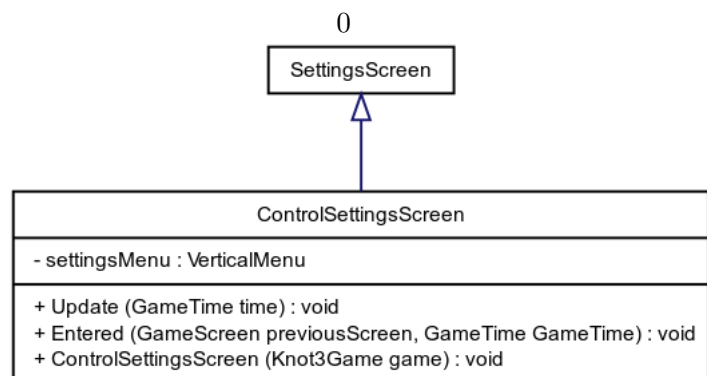 0
SettingsScreen
ControlSettingsScreen
- settingsMenu : VerticalMenu
+ Update (GameTime time) : void
+ Entered (GameScreen previousScreen, GameTime GameTime) : void
+ ControlSettingsScreen (Knot3Game game) : void